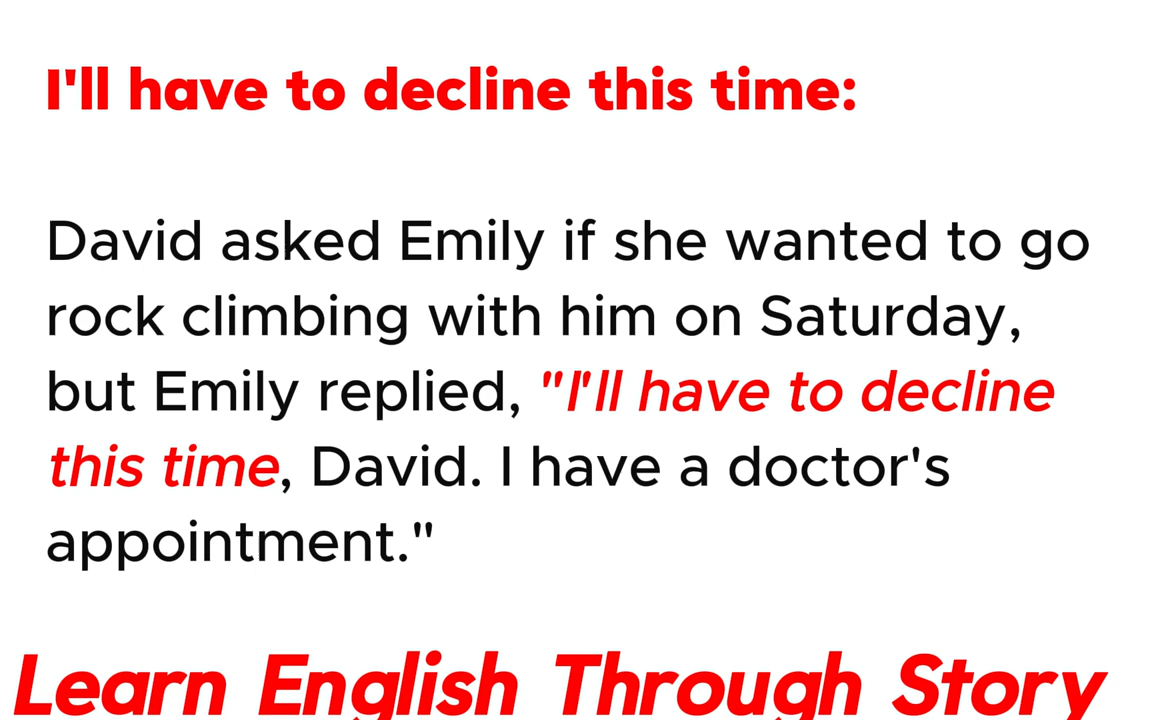 I'll have to decline this time:
David asked Emily if she wanted to go
rock climbing with him on Saturday,
but Emily replied, "I'll have to decline
this time, David. I have a doctor's
appointment."
Learn English Through Story